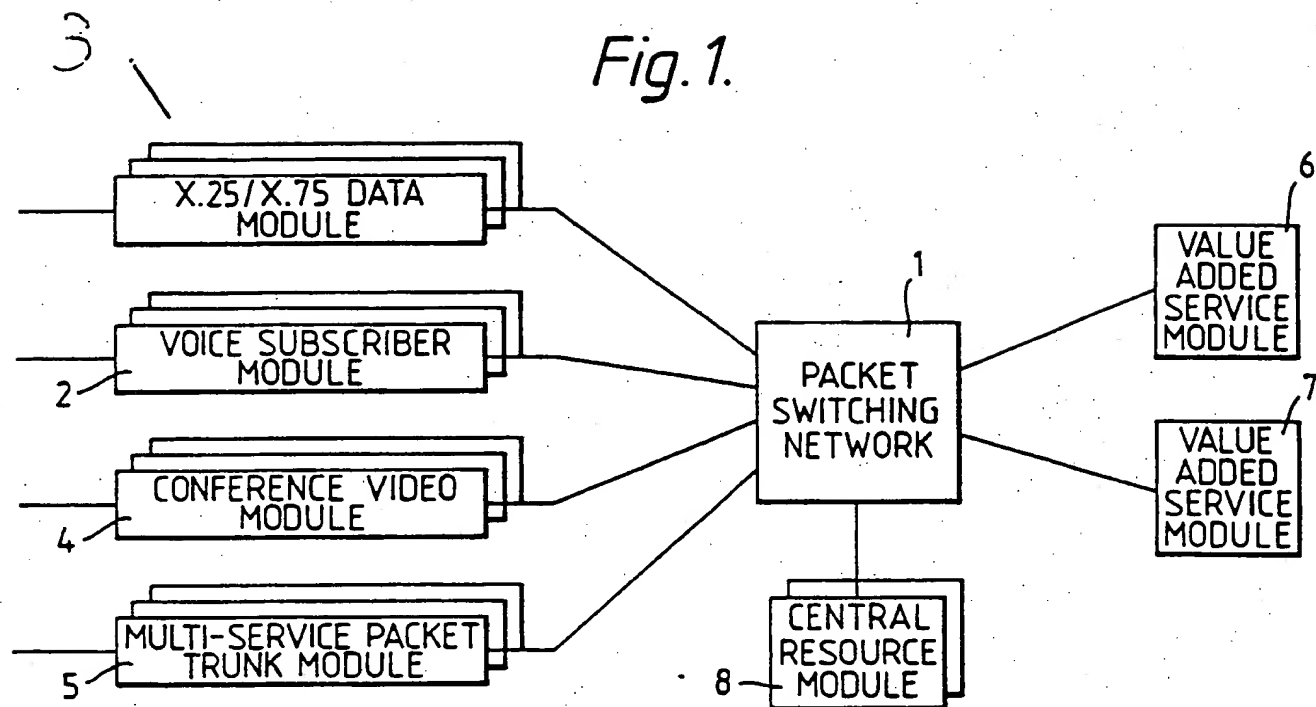 3
Fig. 1.
X.25/X.75 DATA
MODULE
VOICE SUBSCRIBER
MODULE
2
CONFERENCE VIDEO
MODULE
4
MULTI-SERVICE PACKET
TRUNK MODULE
5
1
PACKET
SWITCHING
NETWORK
CENTRAL
RESOURCE
MODULE
8
6
VALUE
ADDED
SERVICE
MODULE
7
VALUE
ADDED
SERVICE
MODULE